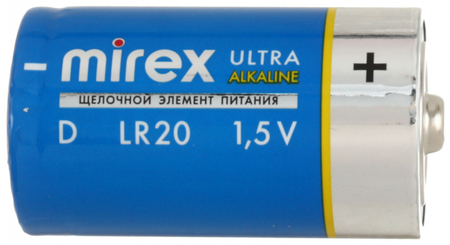 mirex ULTRA
ALKALINE
ЩЕЛОЧНОЙ ЭЛЕМЕНТ ПИТАНИЯ
D LR20 1,5V